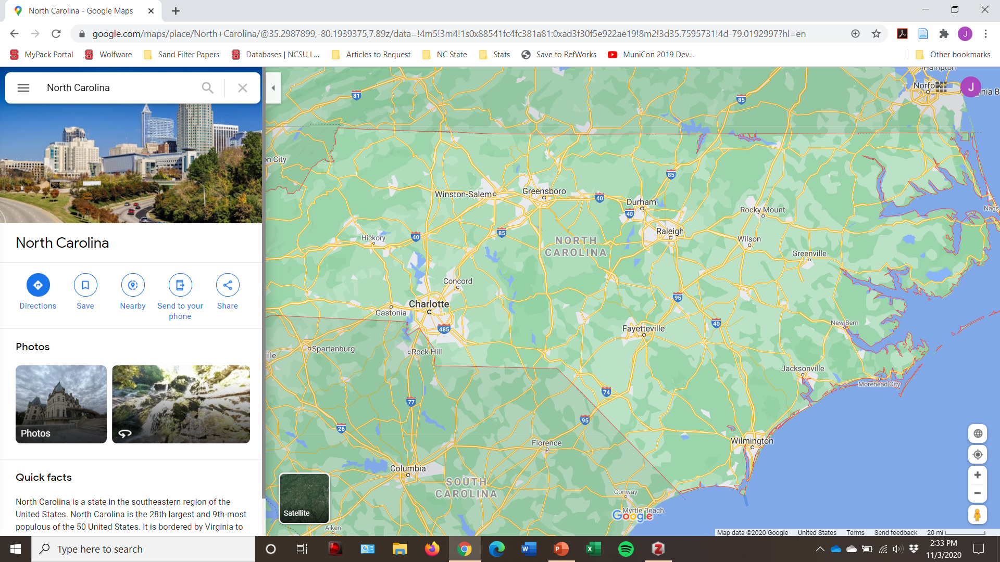 North Carolina - Google Maps
google.com/maps/place/North+Carolina/@35.2987899,-80.1939375,7.89z/data=!4m5!3m4!1s0x88541fc4fc381a81:0xad3f30f5e922ae19!8m2!3d35.7595731!4d-79.0192997?hl=en
J
MyPack Portal Wolfware Sand Filter Papers Databases | NCSU L... Articles to Request NC State Stats Save to RefWorks MuniCon 2019 Dev... Other bookmarks
North Carolina
North Carolina
Directions Save Nearby Send to your phone Share
Photos
Photos
Quick facts
North Carolina is a state in the southeastern region of the
United States. North Carolina is the 28th largest and 9th-most
populous of the 50 United States. It is bordered by Virginia to
Hampton
Norfolk
J
nia B
81
85
85
on City
Winston-Salem
Greensboro
40
Durham
40
Rocky Mount
Nags
Hickory
40
85
NORTH
CAROLINA
Raleigh
Wilson
Greenville
Concord
Charlotte
Gastonia
485
95
40
Fayetteville
New Bern
Spartanburg
Rock Hill
ille
Jacksonville
Morehead City
77
74
95
26
Florence
Wilmington
Columbia
SOUTH
CAROLINA
Conway
Myrtle Beach
Google
Aiken
Satellite
Map data ©2020 Google United States Terms Send feedback 20 mi
Type here to search
2:33 PM
11/3/2020